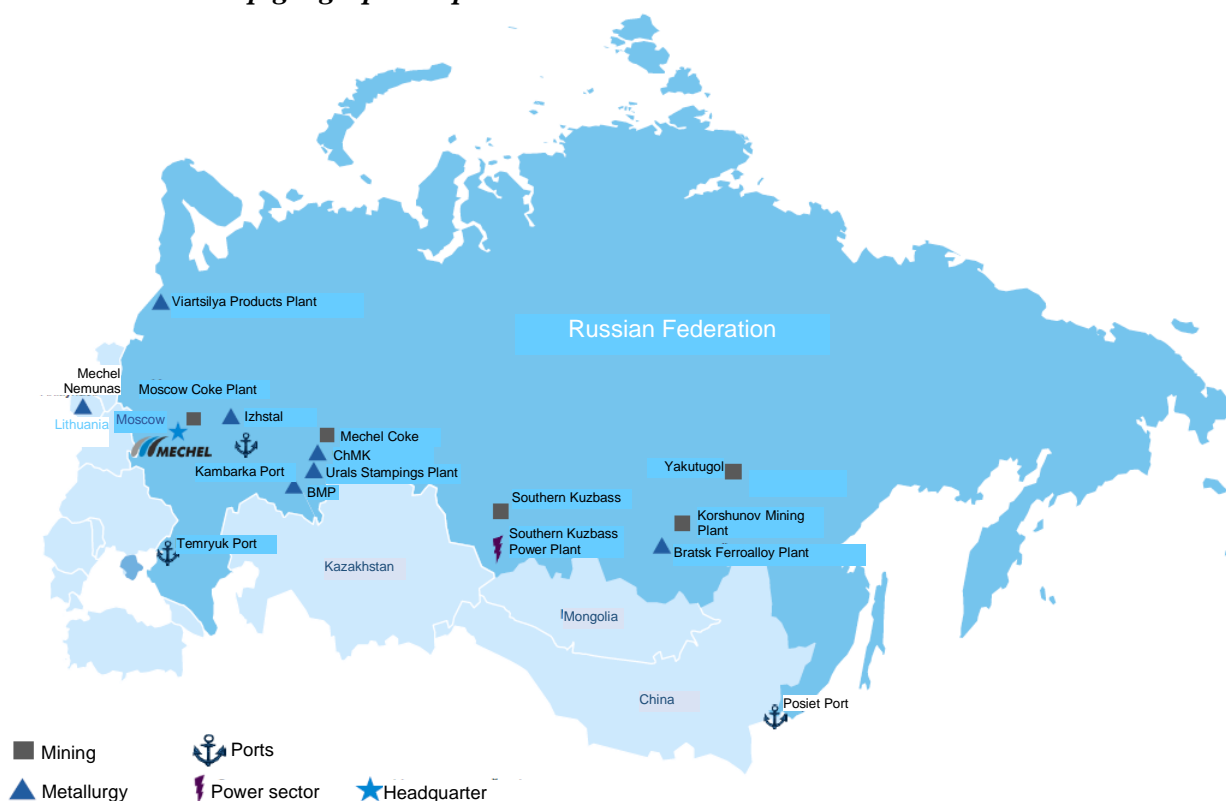 Viartsilya Products Plant
Russian Federation
Mechel
Nemunas
Moscow Coke Plant
Lithuania
Moscow
Izhstal
MECHEL
Mechel Coke
ChMK
Kambarka Port
Urals Stampings Plant
BMP
Yakutugol
Southern Kuzbass
Korshunov Mining
Plant
Southern Kuzbass
Power Plant
Temryuk Port
Bratsk Ferroalloy Plant
Kazakhstan
Mongolia
China
Posiet Port
Mining
Ports
Metallurgy
Power sector
Headquarter